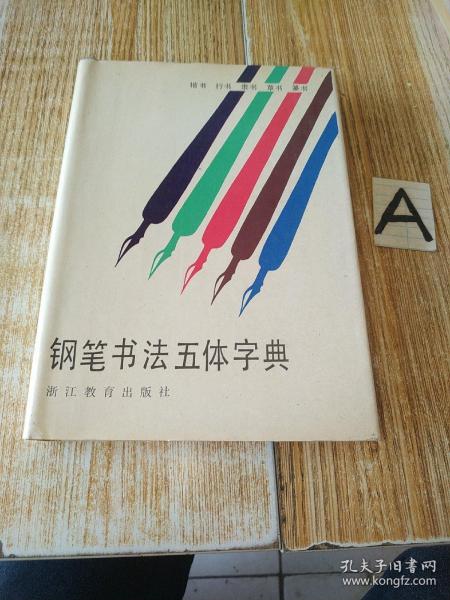 楷书 行书 隶书 草书 篆书
钢笔书法五体字典
浙江教育出版社
A
孔夫子旧书网
www.kongfz.com